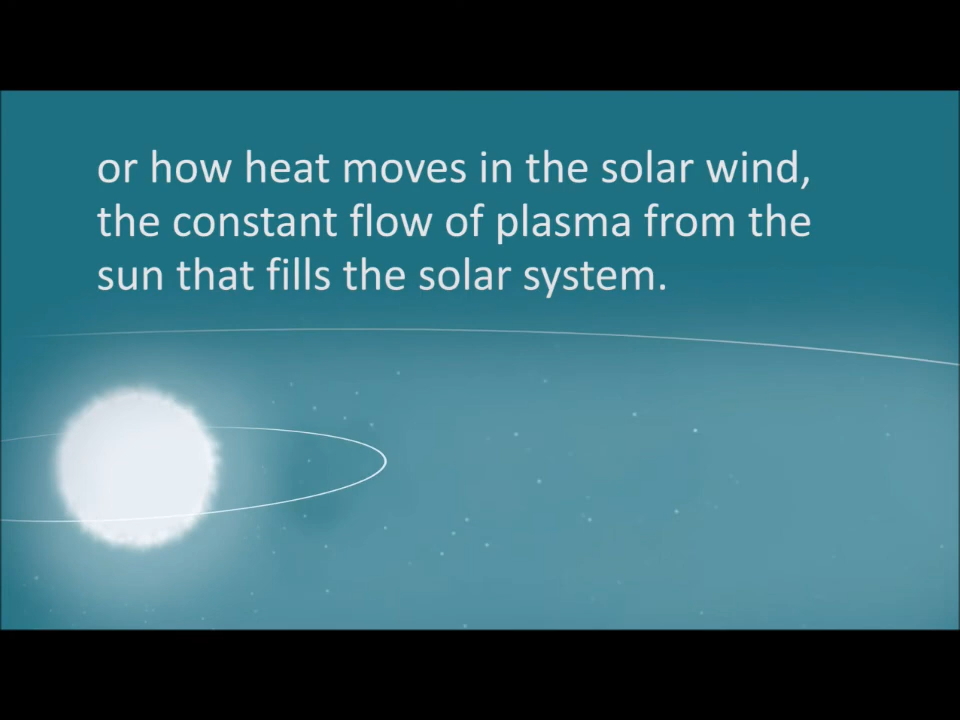 or how heat moves in the solar wind,
the constant flow of plasma from the
sun that fills the solar system.